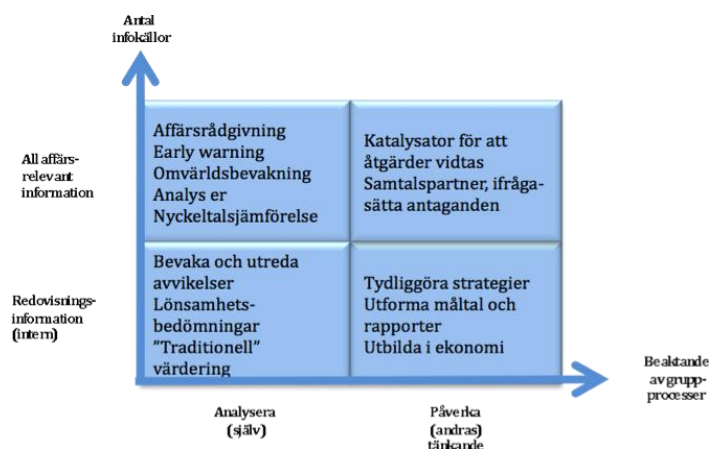 Antal
infokällor
All affärs-
relevant
information
Affärsrådgivning
Early warning
Omvärldsbevakning
Analys er
Nyckeltalsjämförelse
Katalysator för att
åtgärder vidtas
Samtalspartner, ifråga-
sätta antaganden
Redovisnings-
information
(intern)
Bevaka och utreda
avvikelser
Lönsamhets-
bedömningar
"Traditionell"
värdering
Tydliggöra strategier
Utforma måltal och
rapporter
Utbilda i ekonomi
Beaktande
av grupp-
processer
Analysera
(själv)
Påverka
(andras)
tänkande